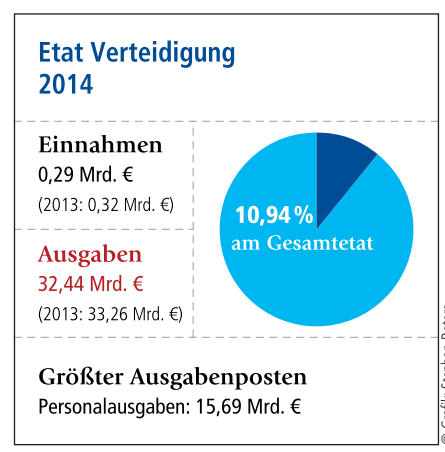 Etat Verteidigung
2014
Einnahmen
0,29 Mrd. €
(2013: 0,32 Mrd. €)
Ausgaben
32,44 Mrd. €
(2013: 33,26 Mrd. €)
10,94 %
am Gesamtetat
Größter Ausgabenposten
Personalausgaben: 15,69 Mrd. €